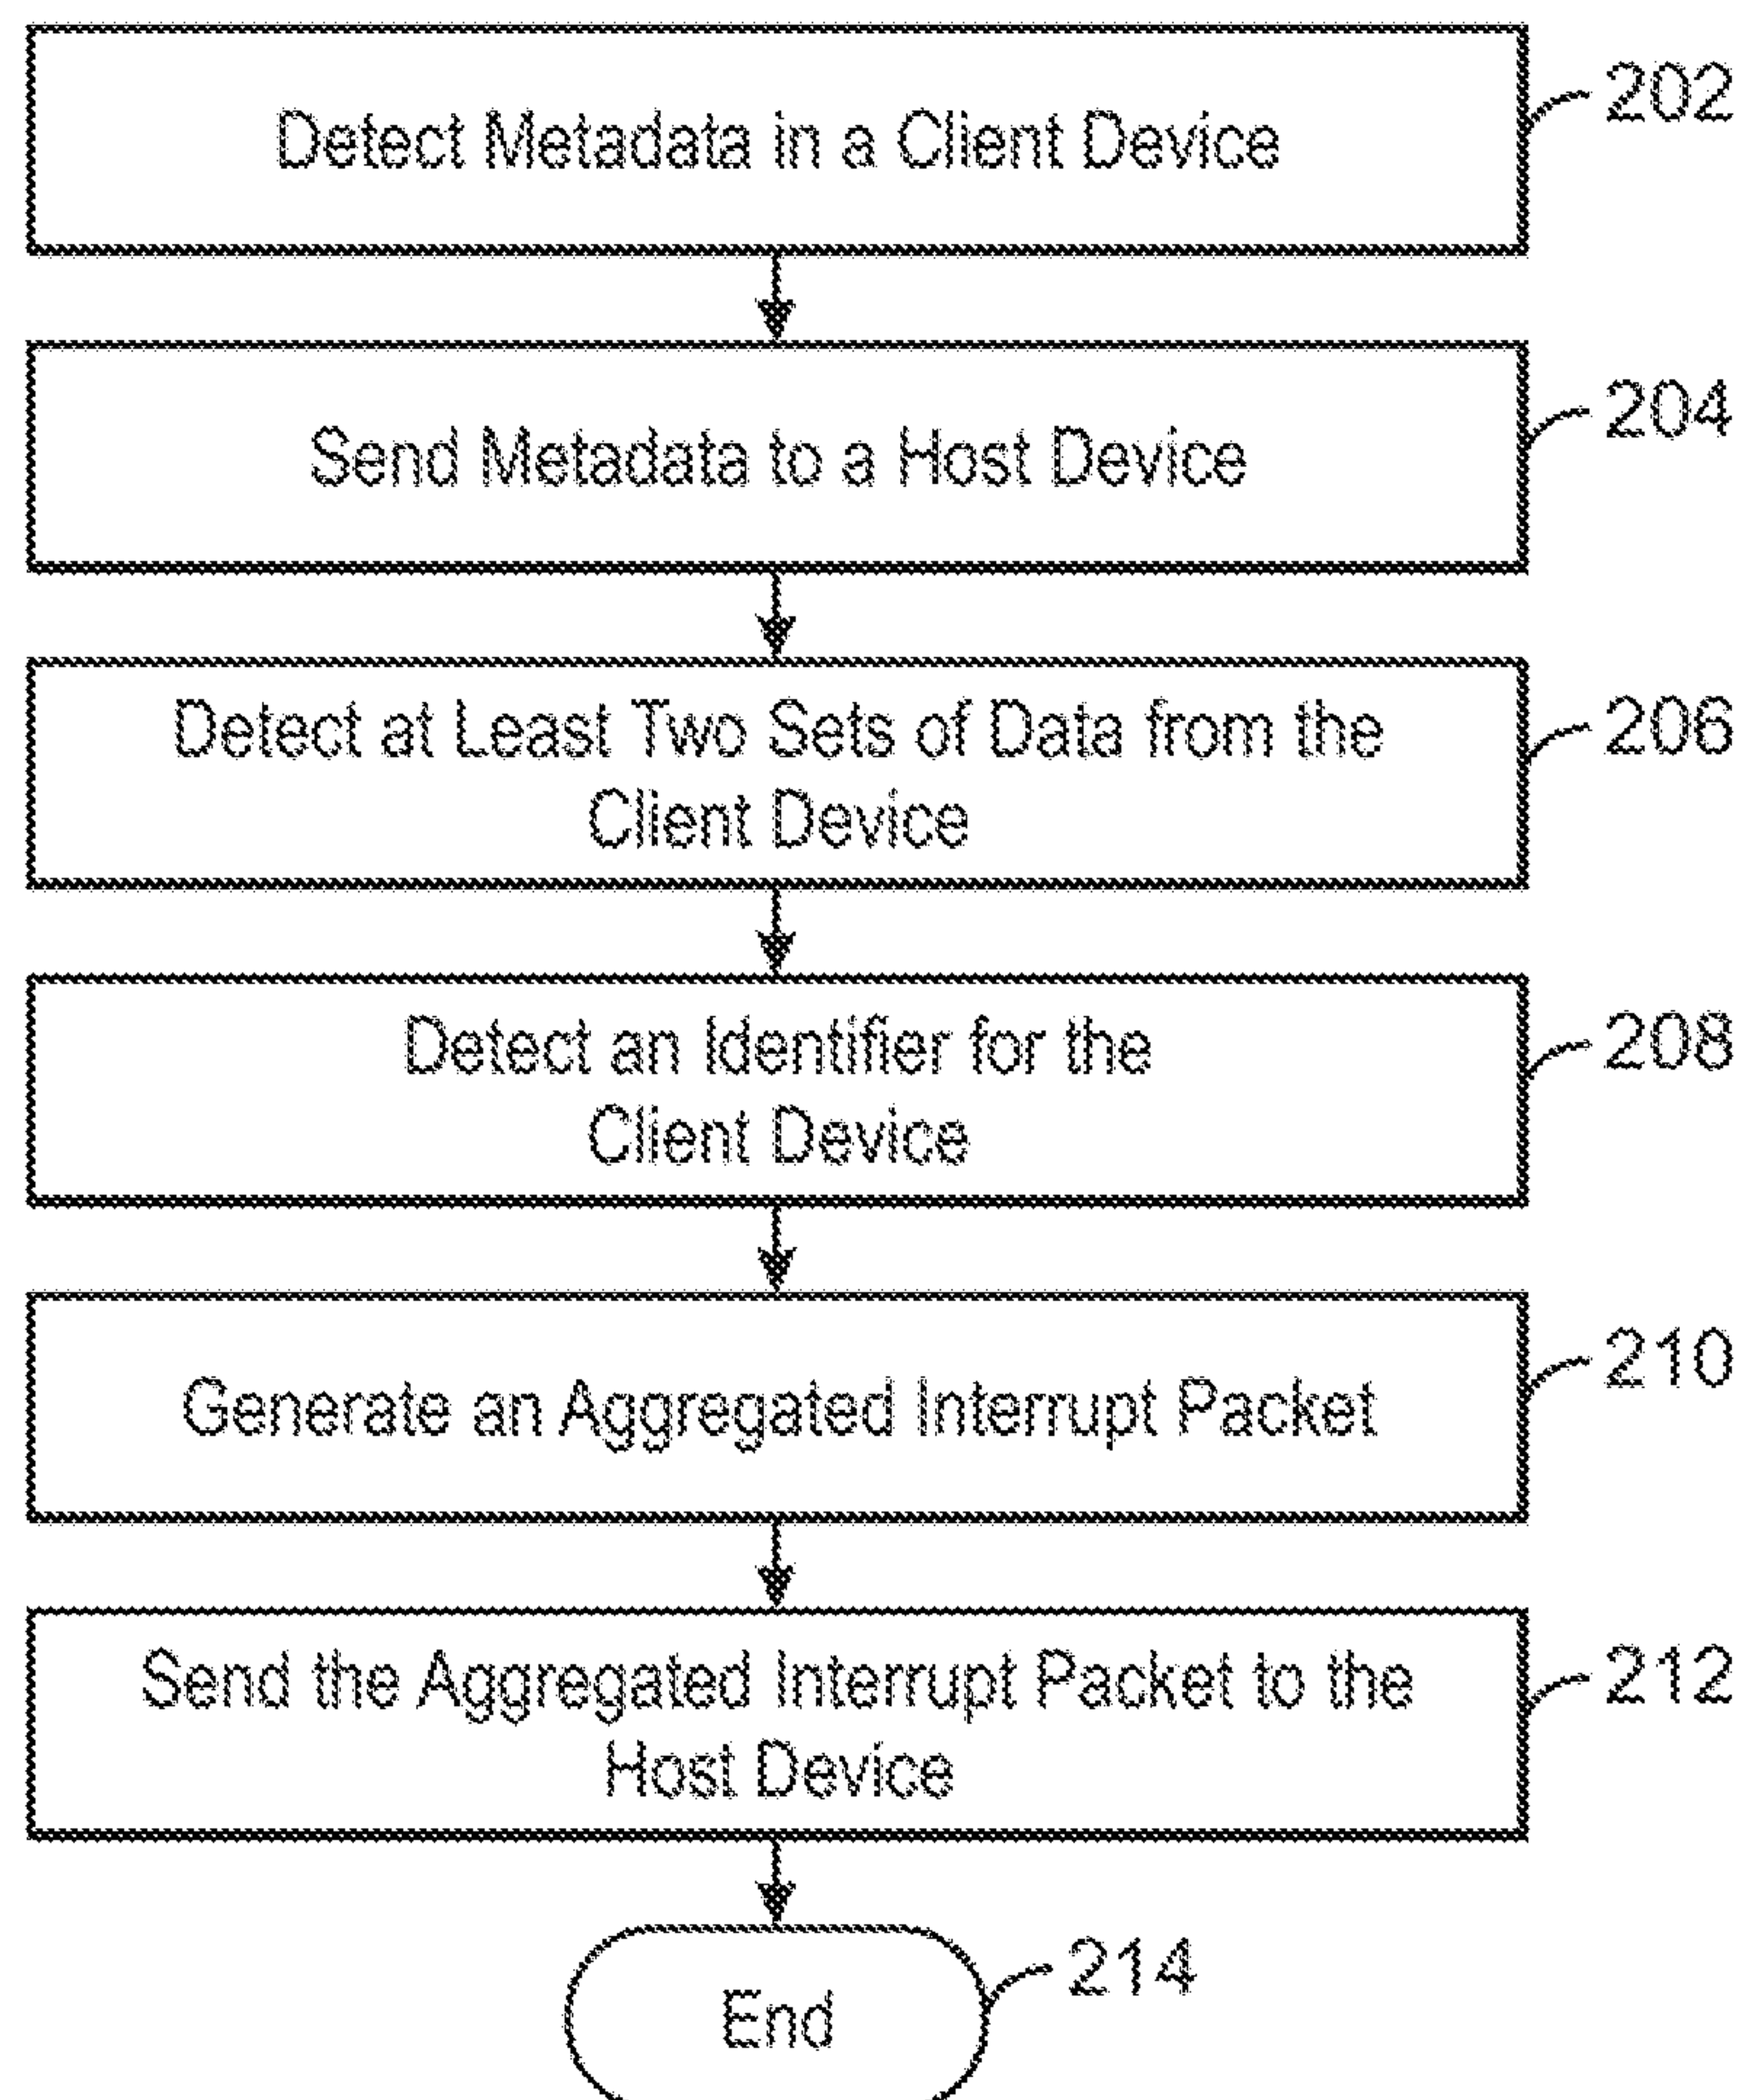 Detect Metadata in a Client Device
202
Send Metadata to a Host Device
204
Detect at Least Two Sets of Data from the
Client Device
206
Detect an Identifier for the
Client Device
208
Generate an Aggregated Interrupt Packet
210
Send the Aggregated Interrupt Packet to the
Host Device
212
End
214